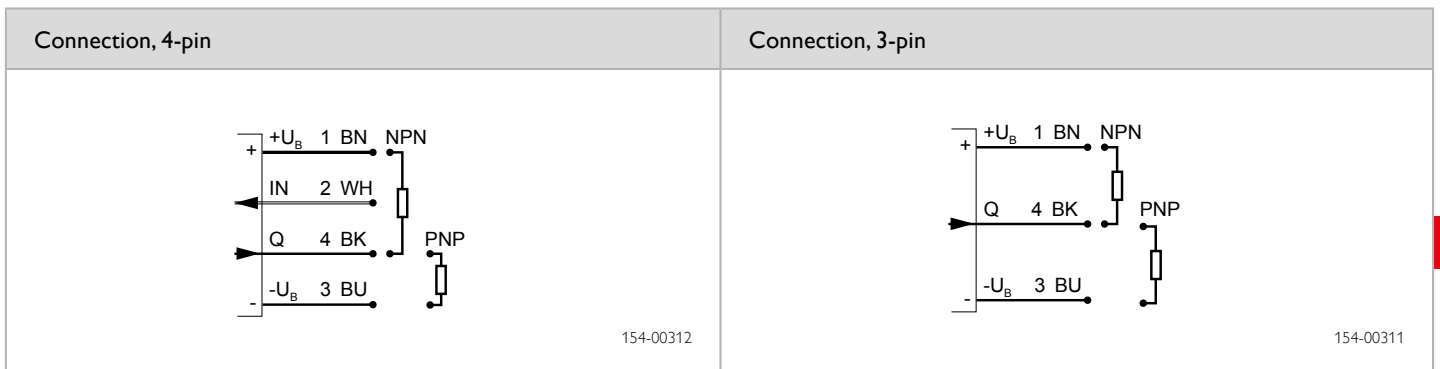 Connection, 4-pin
+U_B 1 BN NPN
+
IN 2 WH
Q 4 BK PNP
-U_B 3 BU
-
154-00312
Connection, 3-pin
+U_B 1 BN NPN
+
Q 4 BK PNP
-U_B 3 BU
-
154-00311